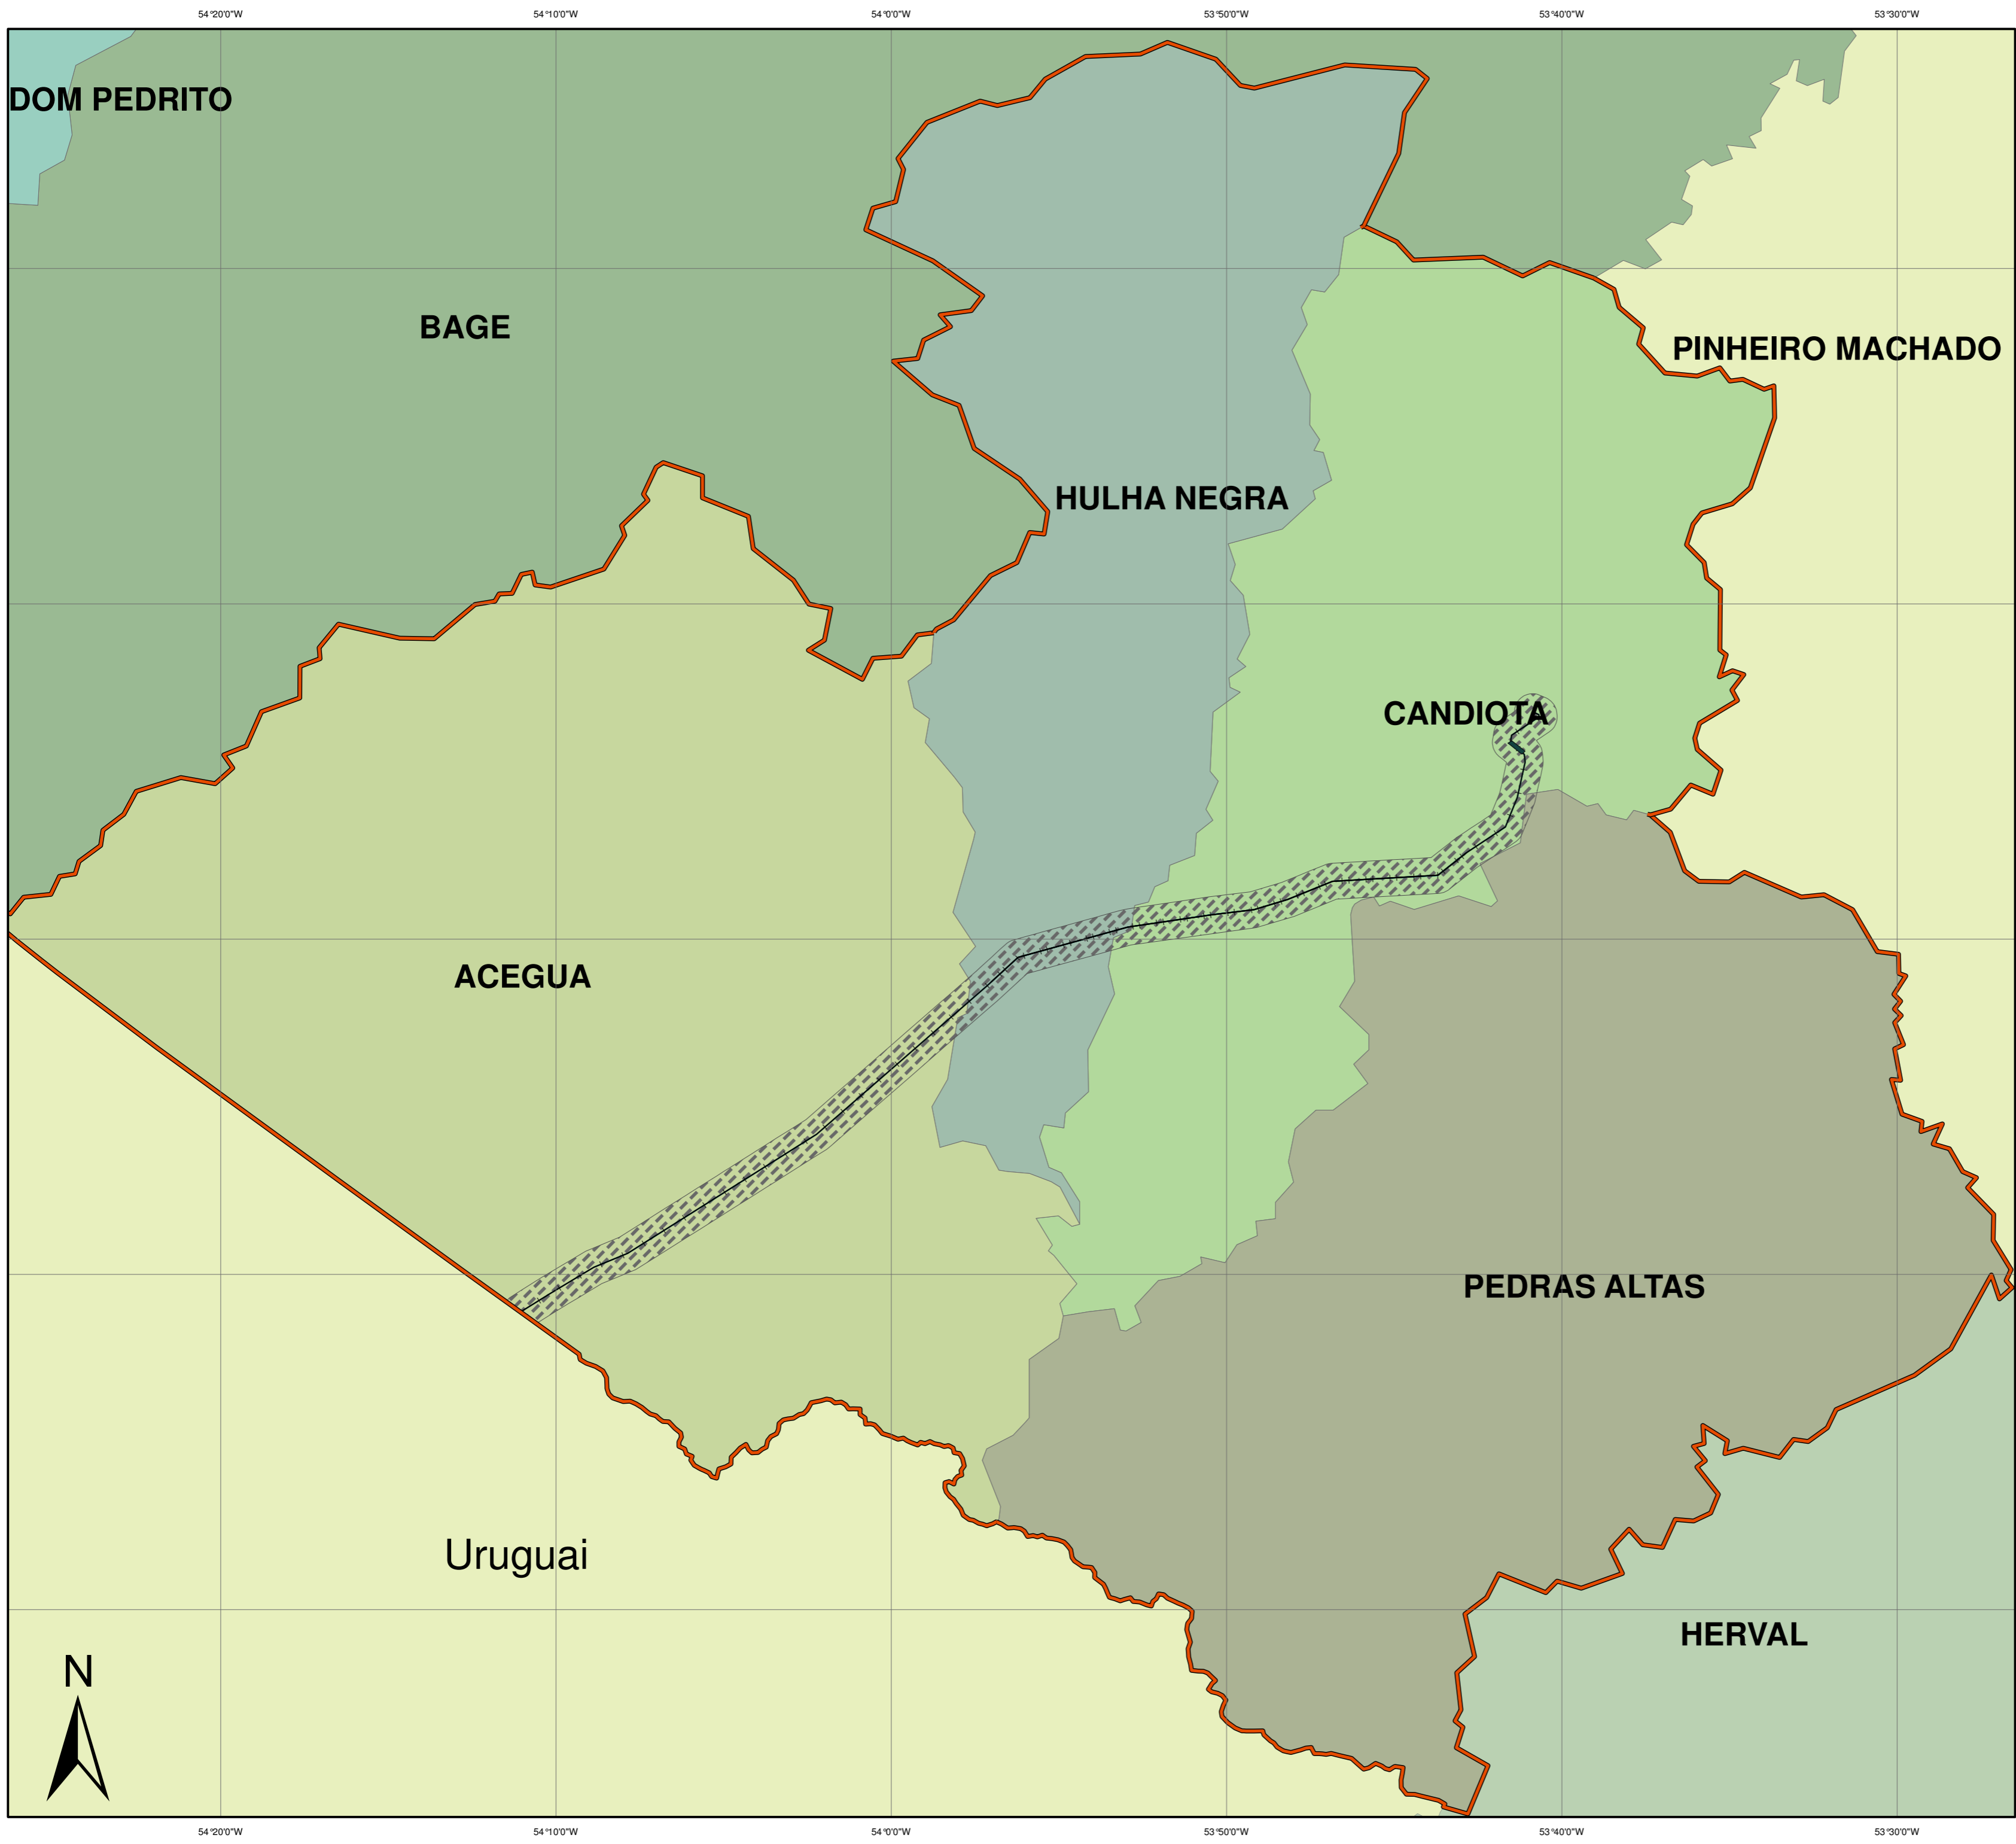 54°20'0"W 54°10'0"W 54°0'0"W 53°50'0"W 53°40'0"W 53°30'0"W
DOM PEDRITO
BAGE
PINHEIRO MACHADO
HULHA NEGRA
CANDIOTA
ACEGUA
PEDRAS ALTAS
Uruguai
HERVAL
N
54°20'0"W 54°10'0"W 54°0'0"W 53°50'0"W 53°40'0"W 53°30'0"W